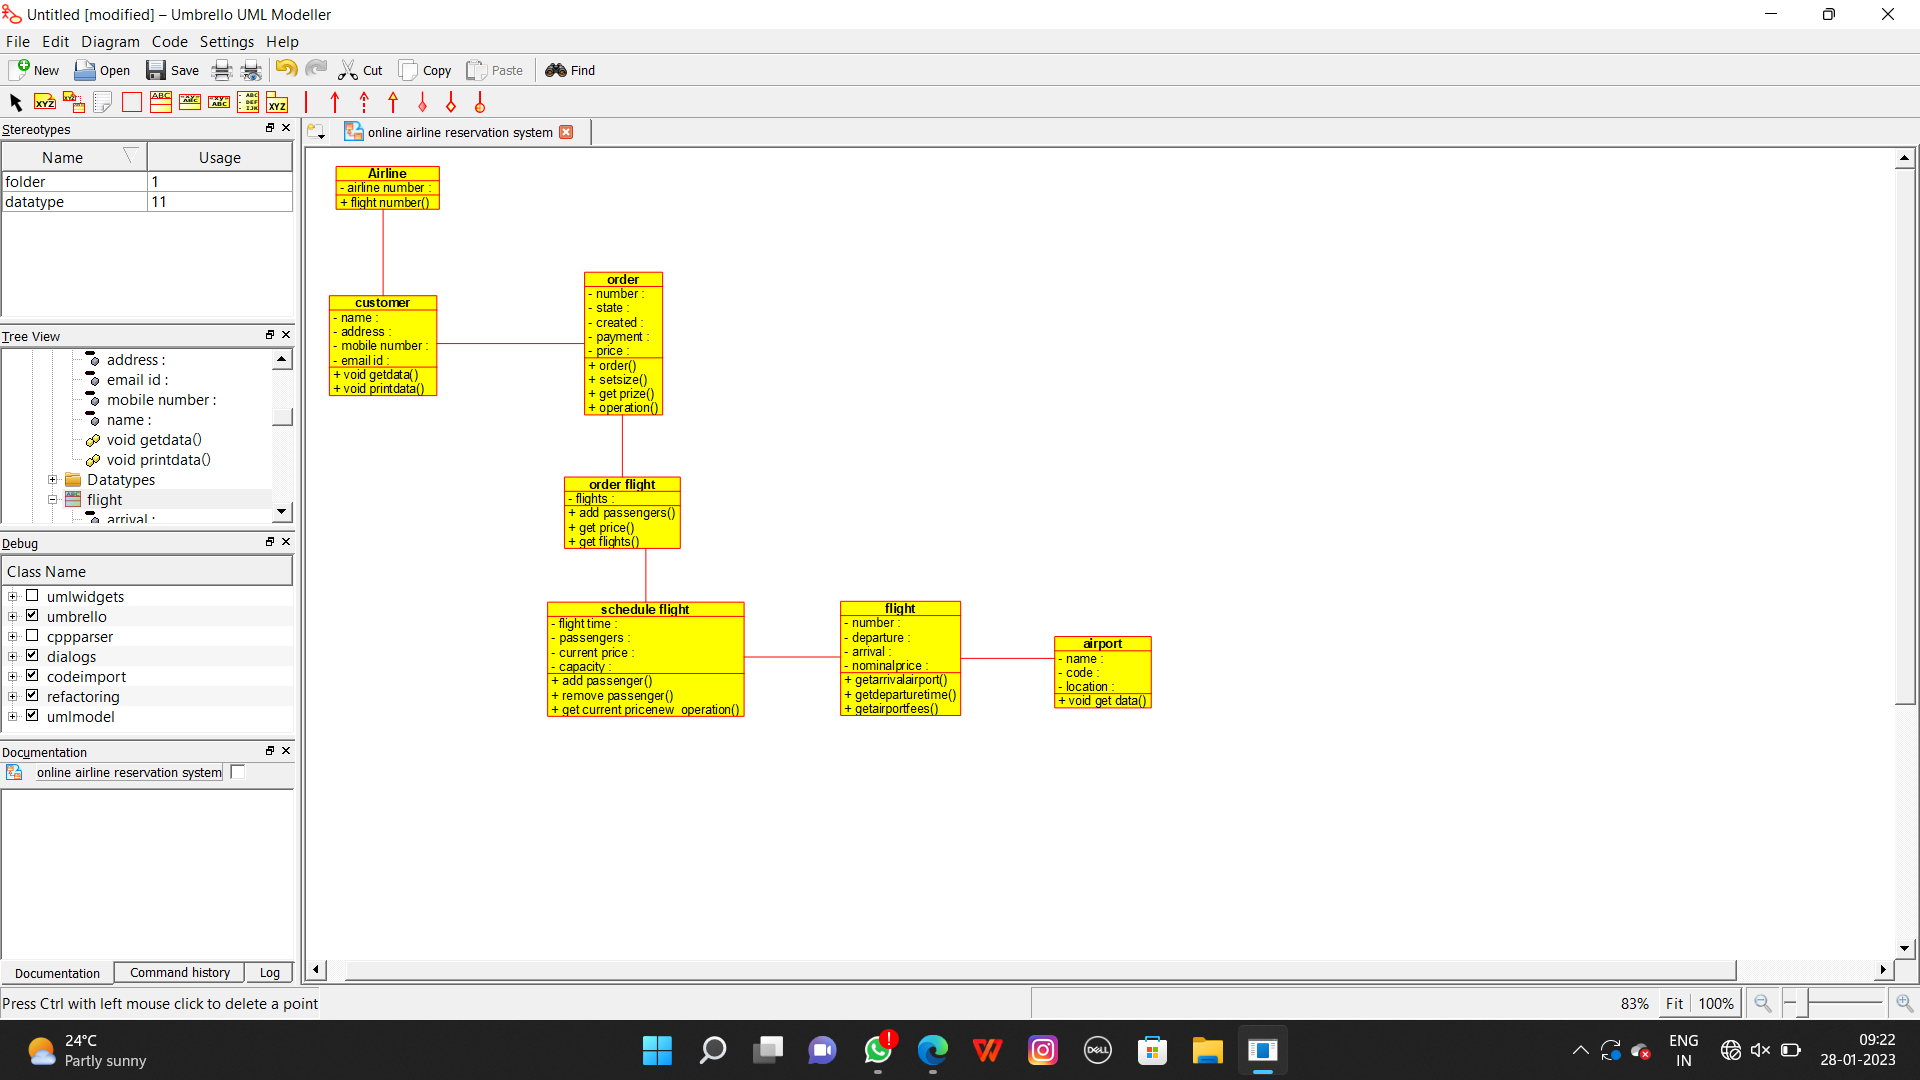 Untitled [modified] – Umbrello UML Modeller
File Edit Diagram Code Settings Help
New Open Save Cut Copy Paste Find
Stereotypes
Name Usage
folder 1
datatype 11
Tree View
address :
email id :
mobile number :
name :
void getdata()
void printdata()
Datatypes
flight
arrival :
Debug
Class Name
umlwidgets
umbrello
cppparser
dialogs
codeimport
refactoring
umlmodel
Documentation
online airline reservation system
Documentation Command history Log
online airline reservation system
Airline
- airline number :
+ flight number()
customer
- name :
- address :
- mobile number :
- email id :
+ void getdata()
+ void printdata()
order
- number :
- state :
- created :
- payment :
- price :
+ order()
+ setsize()
+ get prize()
+ operation()
order flight
- flights :
+ add passengers()
+ get price()
+ get flights()
schedule flight
- flight time :
- passengers :
- current price :
- capacity :
+ add passenger()
+ remove passenger()
+ get current pricenew_operation()
flight
- number :
- departure :
- arrival :
- nominalprice :
+ getarrivalairport()
+ getdeparturetime()
+ getairportfees()
airport
- name :
- code :
- location :
+ void get data()
Press Ctrl with left mouse click to delete a point
83% Fit 100%
24°C
Partly sunny
DELL
ENG
IN
09:22
28-01-2023